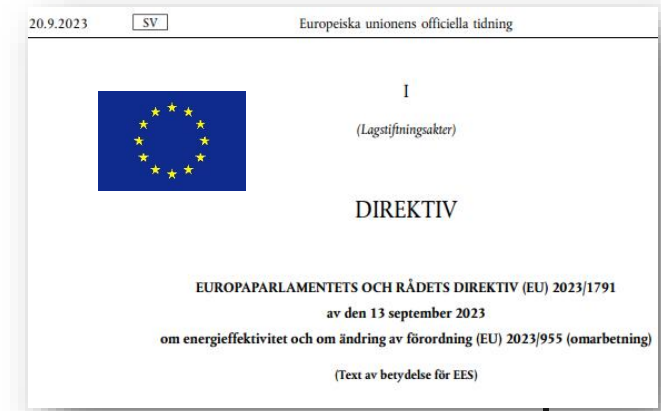 20.9.2023 SV Europeiska unionens officiella tidning
I
(Lagstiftningsakter)
DIREKTIV
EUROPAPARLAMENTETS OCH RÅDETS DIREKTIV (EU) 2023/1791
av den 13 september 2023
om energieffektivitet och om ändring av förordning (EU) 2023/955 (omarbetning)
(Text av betydelse för EES)